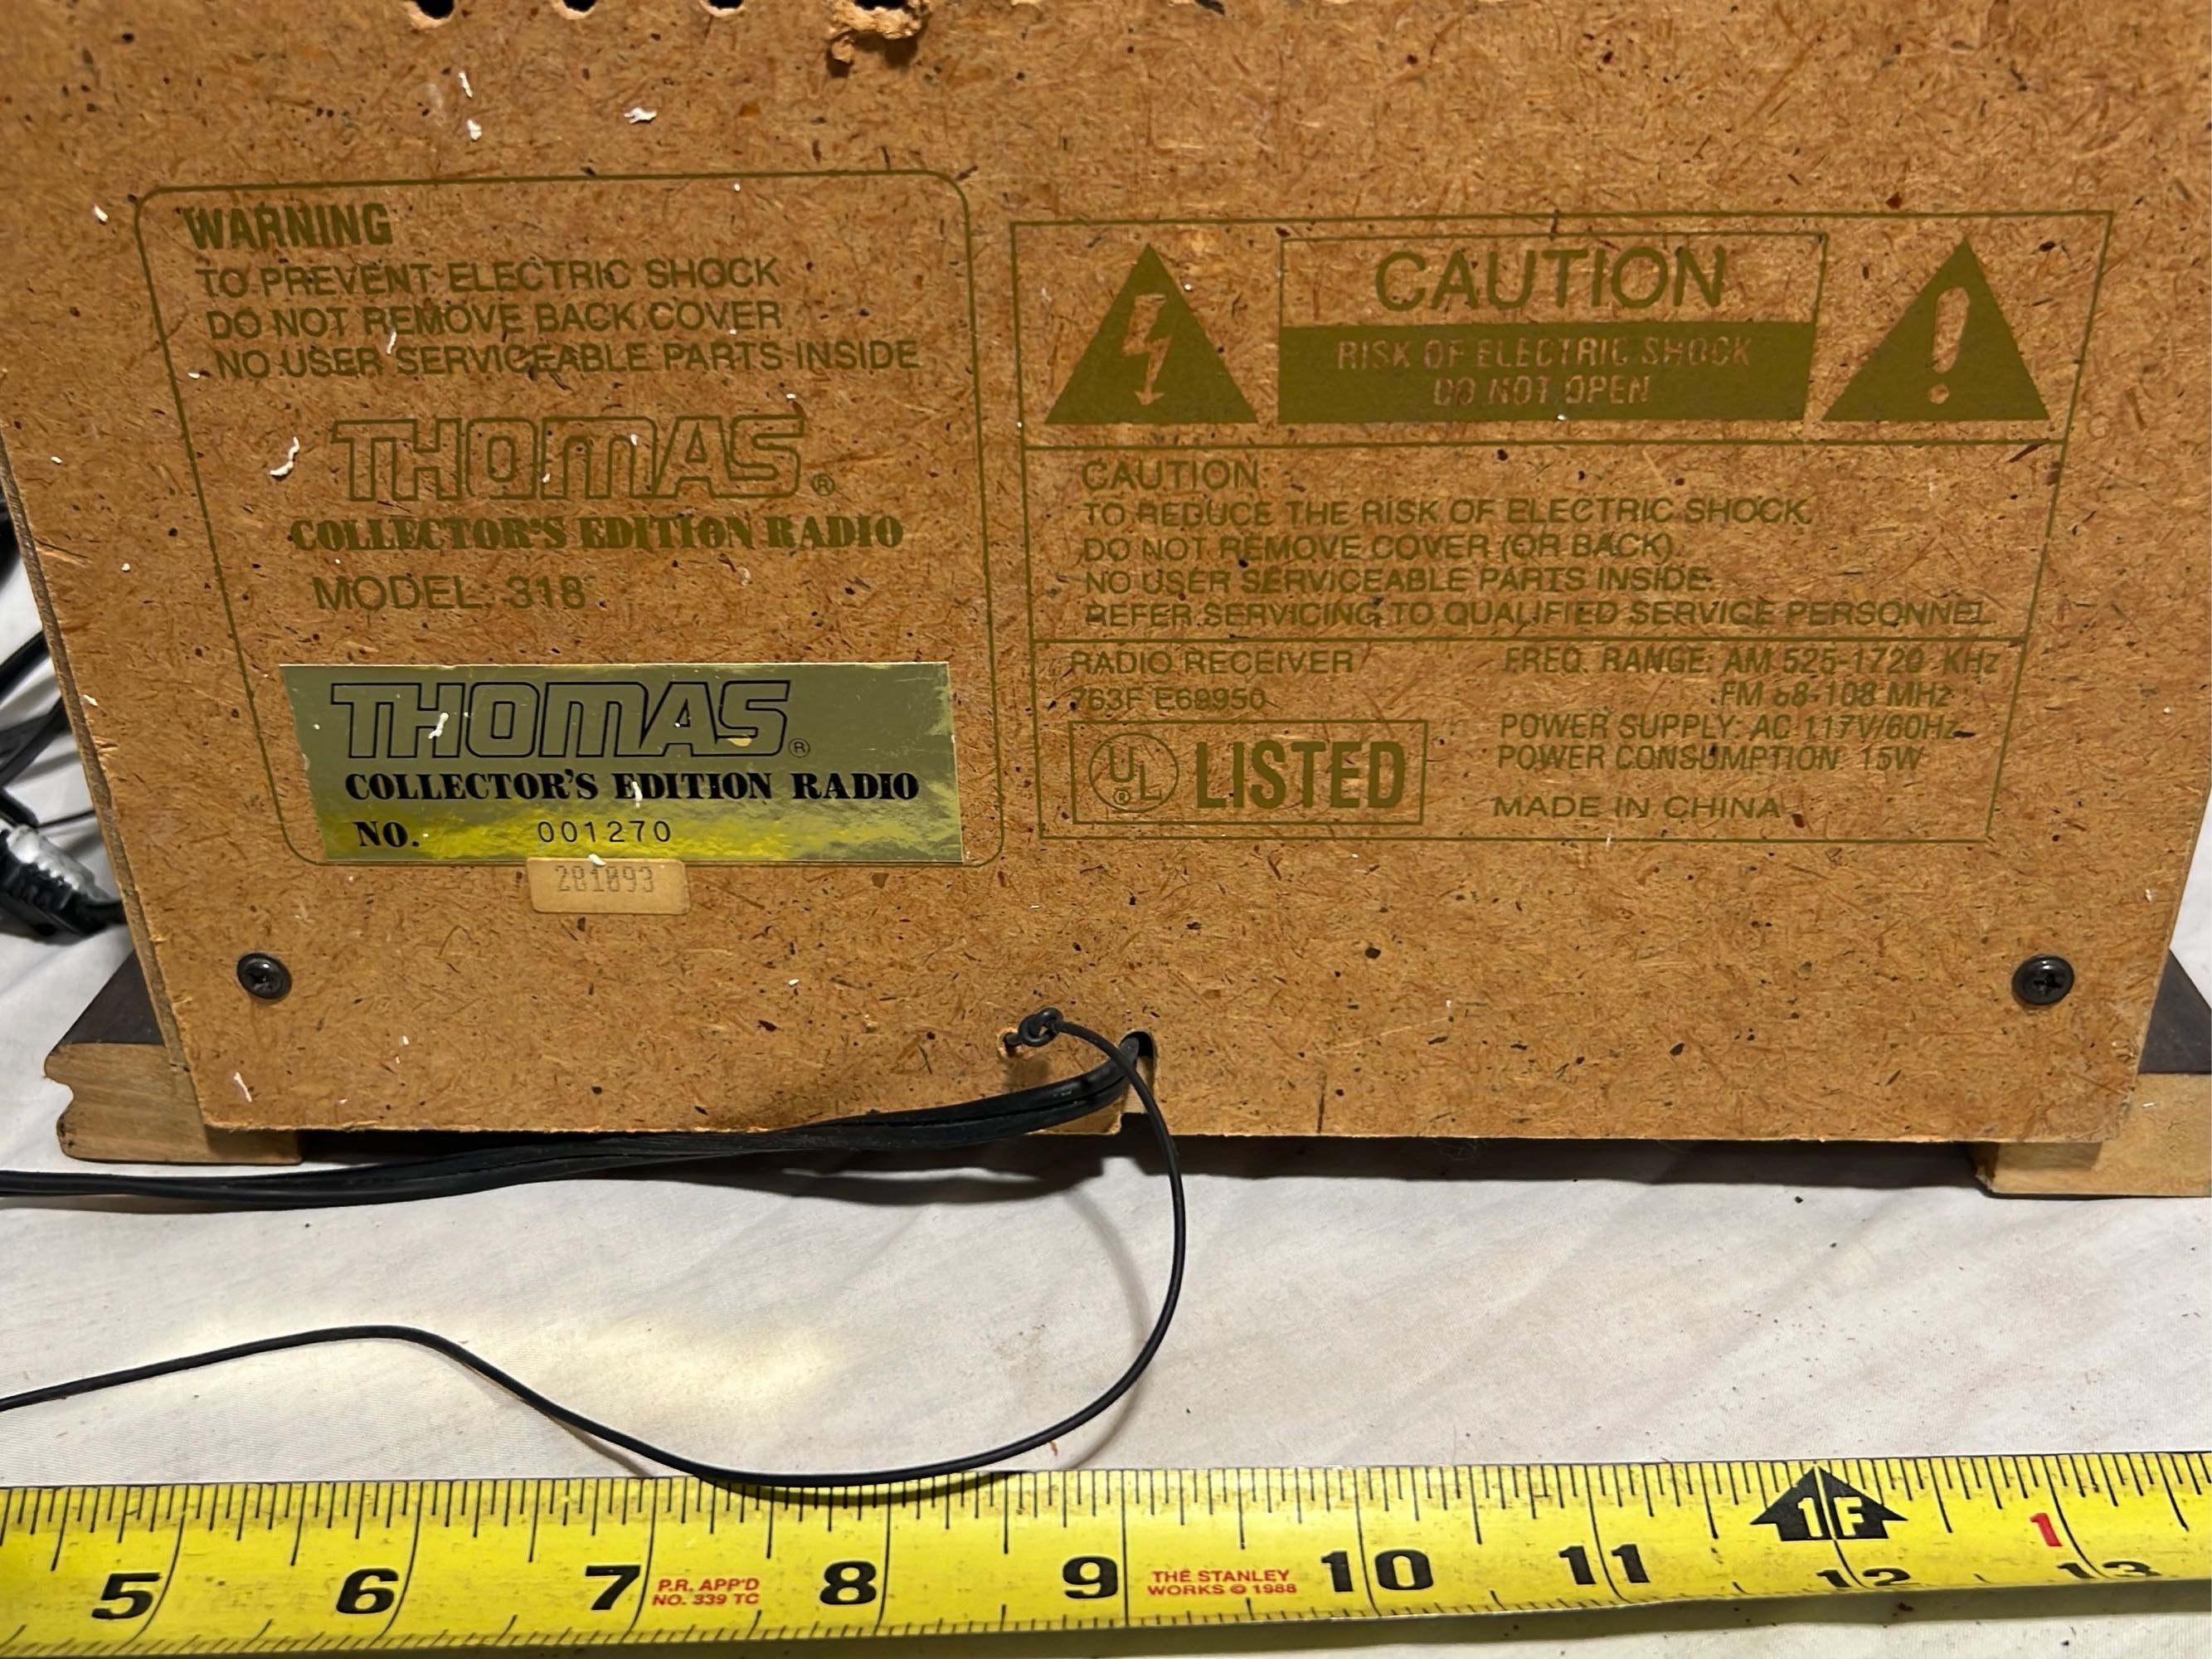 WARNING
TO PREVENT ELECTRIC SHOCK
DO NOT REMOVE BACK COVER
NO USER SERVICEABLE PARTS INSIDE
THOMAS®
COLLECTOR'S EDITION RADIO
MODEL: 318
THOMAS®
COLLECTOR'S EDITION RADIO
NO. 001270
281093
CAUTION
RISK OF ELECTRIC SHOCK
DO NOT OPEN
CAUTION:
TO REDUCE THE RISK OF ELECTRIC SHOCK,
DO NOT REMOVE COVER (OR BACK).
NO USER SERVICEABLE PARTS INSIDE.
REFER SERVICING TO QUALIFIED SERVICE PERSONNEL
RADIO RECEIVER
763F E69950
UL® LISTED
FREQ. RANGE: AM 525-1720 KHz
FM 88-108 MHz
POWER SUPPLY: AC 117V/60Hz
POWER CONSUMPTION: 15W
MADE IN CHINA
1F 1
5 6 7 8 9 10 11 12 13
P.R. APP'D
NO. 339 TC
THE STANLEY
WORKS © 1988